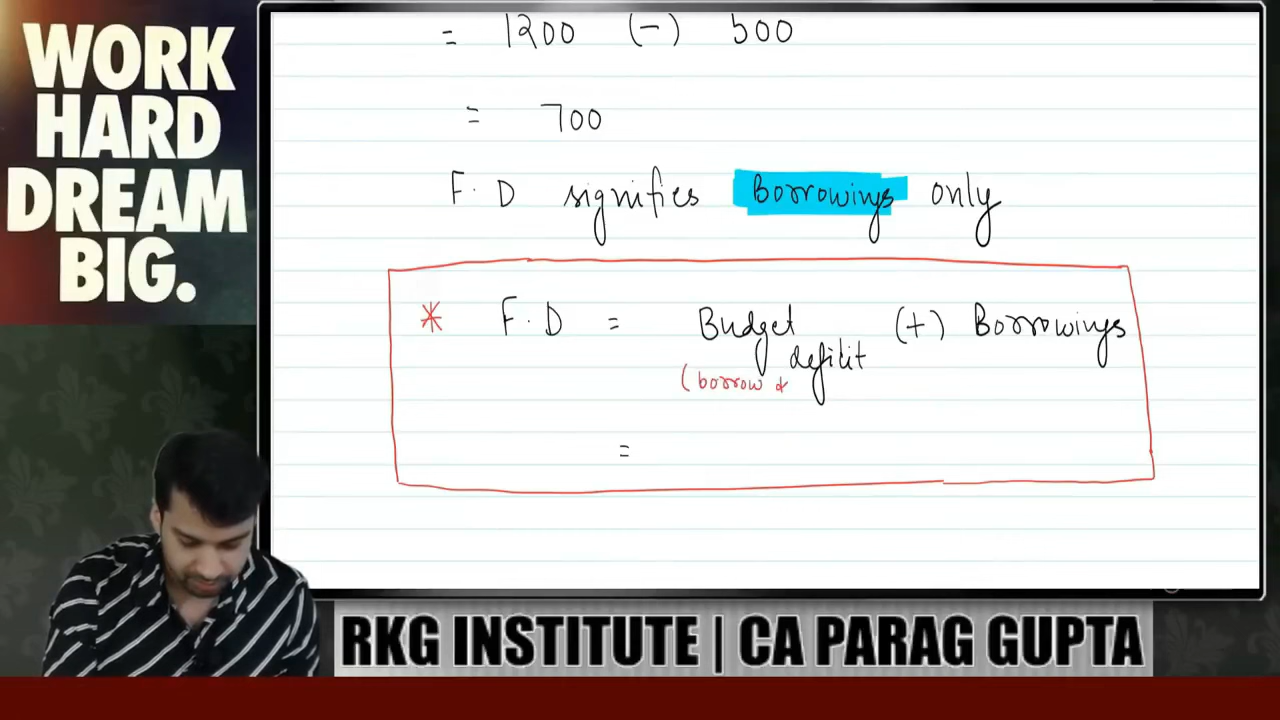 WORK
HARD
DREAM
BIG.
= 1200 (-) 500
= 700
F.D signifies Borrowings only
* F.D = Budget deficit (+) Borrowings
(borrow &
=
RKG INSTITUTE | CA PARAG GUPTA